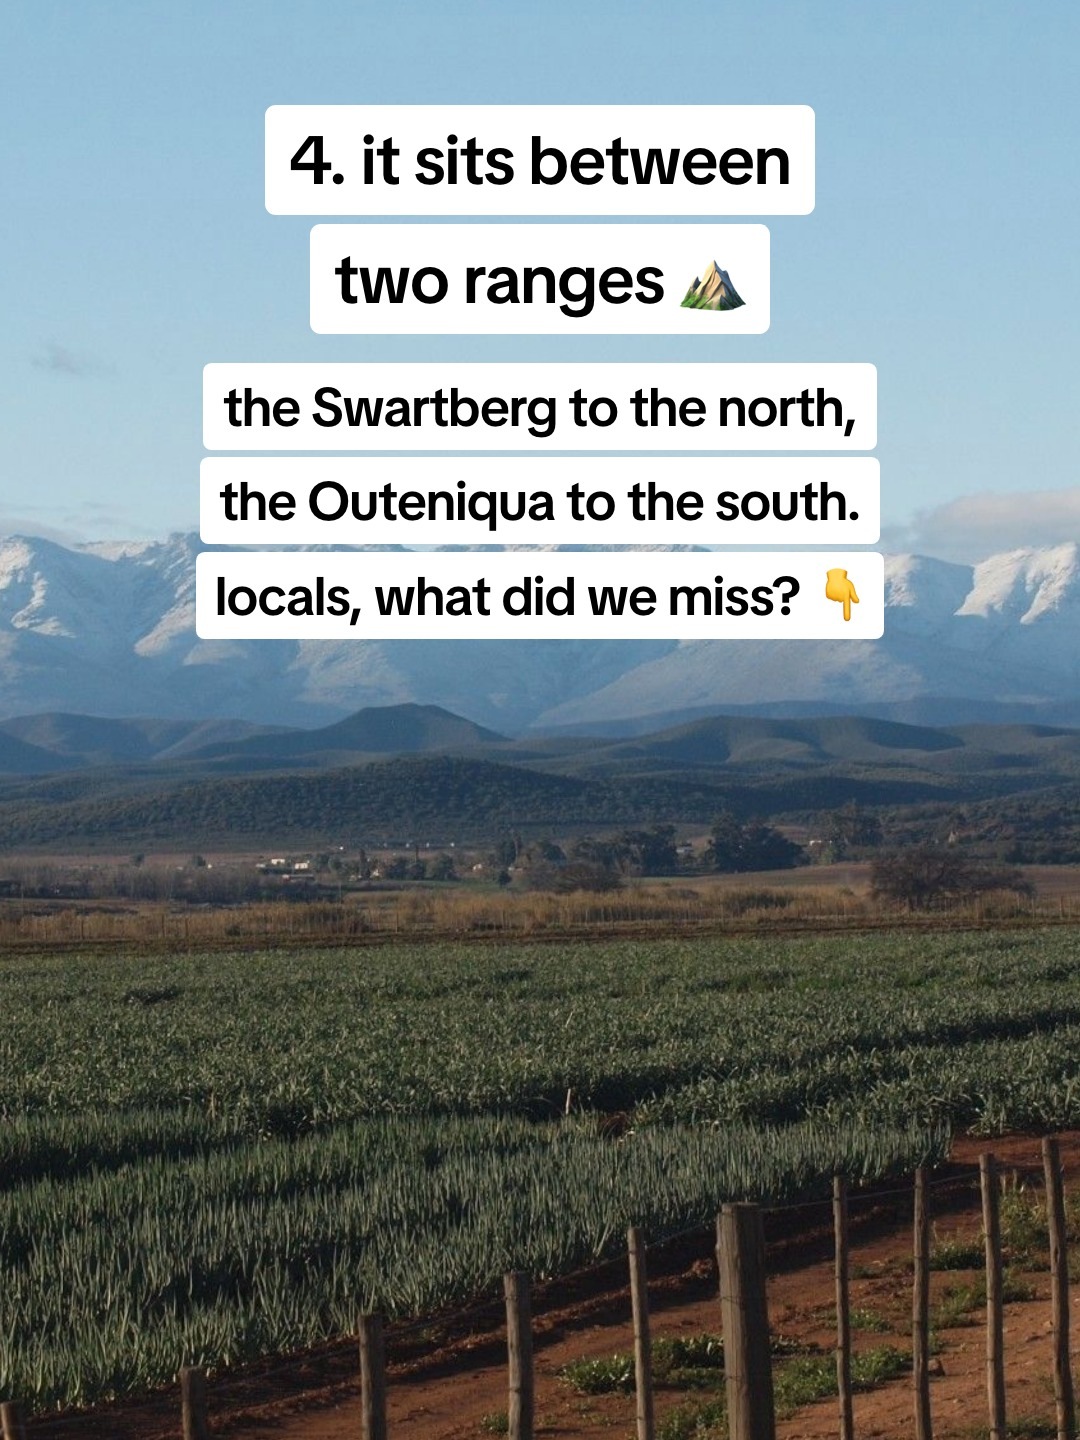 4. it sits between
two ranges ⛰️
the Swartberg to the north,
the Outeniqua to the south.
locals, what did we miss? 👇